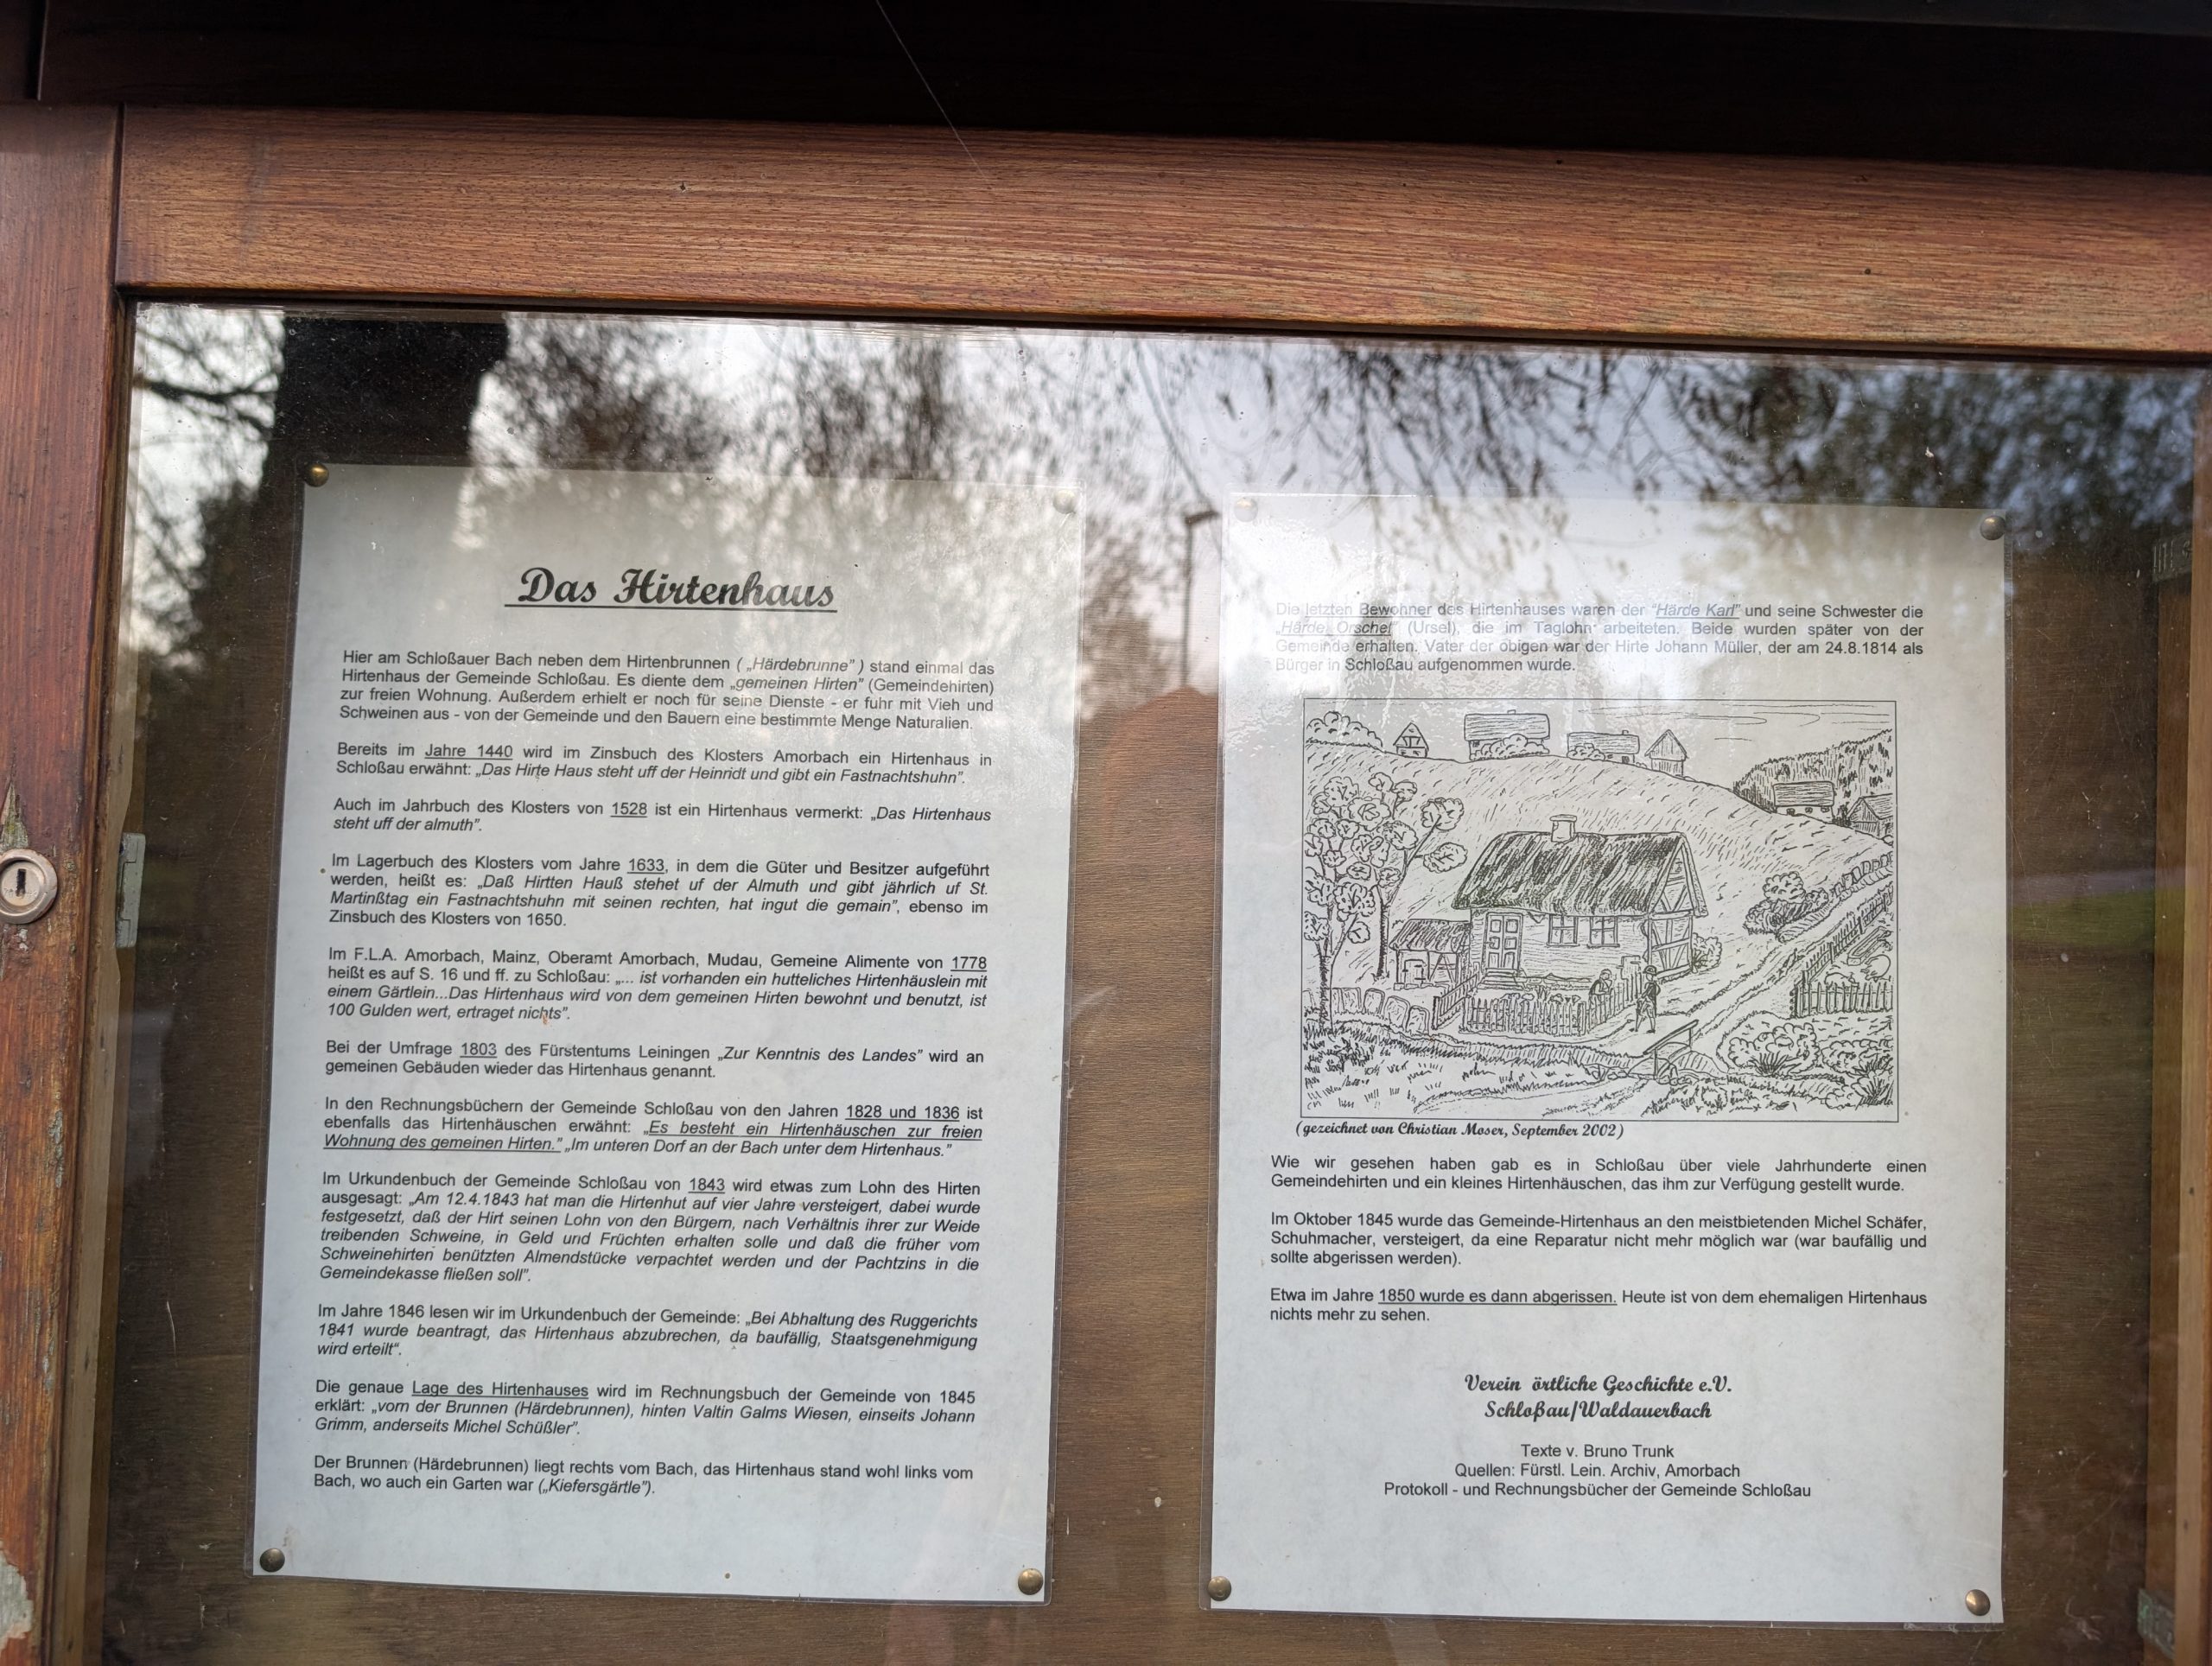 Das Hirtenhaus
Hier am Schloßauer Bach neben dem Hirtenbrunnen ( „Härdebrunne” ) stand einmal das
Hirtenhaus der Gemeinde Schloßau. Es diente dem „gemeinen Hirten” (Gemeindehirten)
zur freien Wohnung. Außerdem erhielt er noch für seine Dienste - er fuhr mit Vieh und
Schweinen aus - von der Gemeinde und den Bauern eine bestimmte Menge Naturalien.
Bereits im Jahre 1440 wird im Zinsbuch des Klosters Amorbach ein Hirtenhaus in
Schloßau erwähnt: „Das Hirte Haus steht uff der Heinridt und gibt ein Fastnachtshuhn”.
Auch im Jahrbuch des Klosters von 1528 ist ein Hirtenhaus vermerkt: „Das Hirtenhaus
steht uff der almuth”.
Im Lagerbuch des Klosters vom Jahre 1633, in dem die Güter und Besitzer aufgeführt
werden, heißt es: „Daß Hirtten Hauß stehet uf der Almuth und gibt jährlich uf St.
Martinßtag ein Fastnachtshuhn mit seinen rechten, hat ingut die gemain”, ebenso im
Zinsbuch des Klosters von 1650.
Im F.L.A. Amorbach, Mainz, Oberamt Amorbach, Mudau, Gemeine Alimente von 1778
heißt es auf S. 16 und ff. zu Schloßau: „... ist vorhanden ein hutteliches Hirtenhäuslein mit
einem Gärtlein...Das Hirtenhaus wird von dem gemeinen Hirten bewohnt und benutzt, ist
100 Gulden wert, ertraget nichts”.
Bei der Umfrage 1803 des Fürstentums Leiningen „Zur Kenntnis des Landes” wird an
gemeinen Gebäuden wieder das Hirtenhaus genannt.
In den Rechnungsbüchern der Gemeinde Schloßau von den Jahren 1828 und 1836 ist
ebenfalls das Hirtenhäuschen erwähnt: „Es besteht ein Hirtenhäuschen zur freien
Wohnung des gemeinen Hirten.” „Im unteren Dorf an der Bach unter dem Hirtenhaus.”
Im Urkundenbuch der Gemeinde Schloßau von 1843 wird etwas zum Lohn des Hirten
ausgesagt: „Am 12.4.1843 hat man die Hirtenhut auf vier Jahre versteigert, dabei wurde
festgesetzt, daß der Hirt seinen Lohn von den Bürgern, nach Verhältnis ihrer zur Weide
treibenden Schweine, in Geld und Früchten erhalten solle und daß die früher vom
Schweinehirten benützten Almendstücke verpachtet werden und der Pachtzins in die
Gemeindekasse fließen soll”.
Im Jahre 1846 lesen wir im Urkundenbuch der Gemeinde: „Bei Abhaltung des Ruggerichts
1841 wurde beantragt, das Hirtenhaus abzubrechen, da baufällig, Staatsgenehmigung
wird erteilt“.
Die genaue Lage des Hirtenhauses wird im Rechnungsbuch der Gemeinde von 1845
erklärt: „vorn der Brunnen (Härdebrunnen), hinten Valtin Galms Wiesen, einseits Johann
Grimm, anderseits Michel Schüßler”.
Der Brunnen (Härdebrunnen) liegt rechts vom Bach, das Hirtenhaus stand wohl links vom
Bach, wo auch ein Garten war („Kiefersgärtle”).
Die letzten Bewohner des Hirtenhauses waren der “Härde Karl” und seine Schwester die
„Härde Orschel” (Ursel), die im Taglohn arbeiteten. Beide wurden später von der
Gemeinde erhalten. Vater der obigen war der Hirte Johann Müller, der am 24.8.1814 als
Bürger in Schloßau aufgenommen wurde.
(gezeichnet von Christian Moser, September 2002)
Wie wir gesehen haben gab es in Schloßau über viele Jahrhunderte einen
Gemeindehirten und ein kleines Hirtenhäuschen, das ihm zur Verfügung gestellt wurde.
Im Oktober 1845 wurde das Gemeinde-Hirtenhaus an den meistbietenden Michel Schäfer,
Schuhmacher, versteigert, da eine Reparatur nicht mehr möglich war (war baufällig und
sollte abgerissen werden).
Etwa im Jahre 1850 wurde es dann abgerissen. Heute ist von dem ehemaligen Hirtenhaus
nichts mehr zu sehen.
Verein örtliche Geschichte e.V.
Schloßau/Waldauerbach
Texte v. Bruno Trunk
Quellen: Fürstl. Lein. Archiv, Amorbach
Protokoll - und Rechnungsbücher der Gemeinde Schloßau